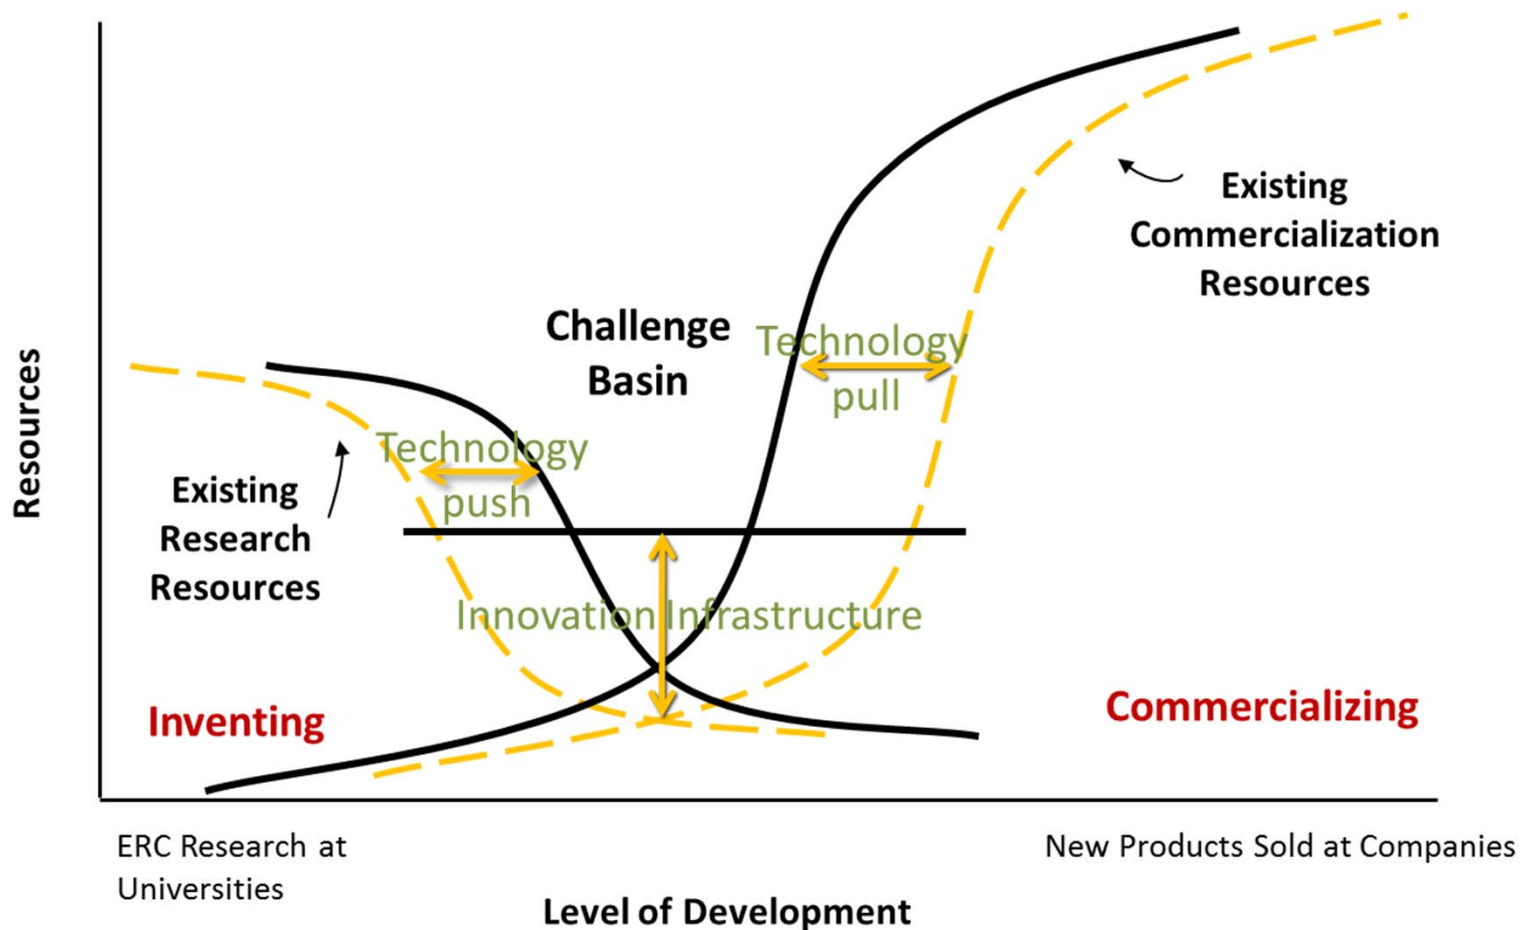 Existing
Commercialization
Resources
Challenge
Basin
Technology
pull
Technology
push
Existing
Research
Resources
Resources
Innovation Infrastructure
Inventing
Commercializing
ERC Research at
Universities
New Products Sold at Companies
Level of Development